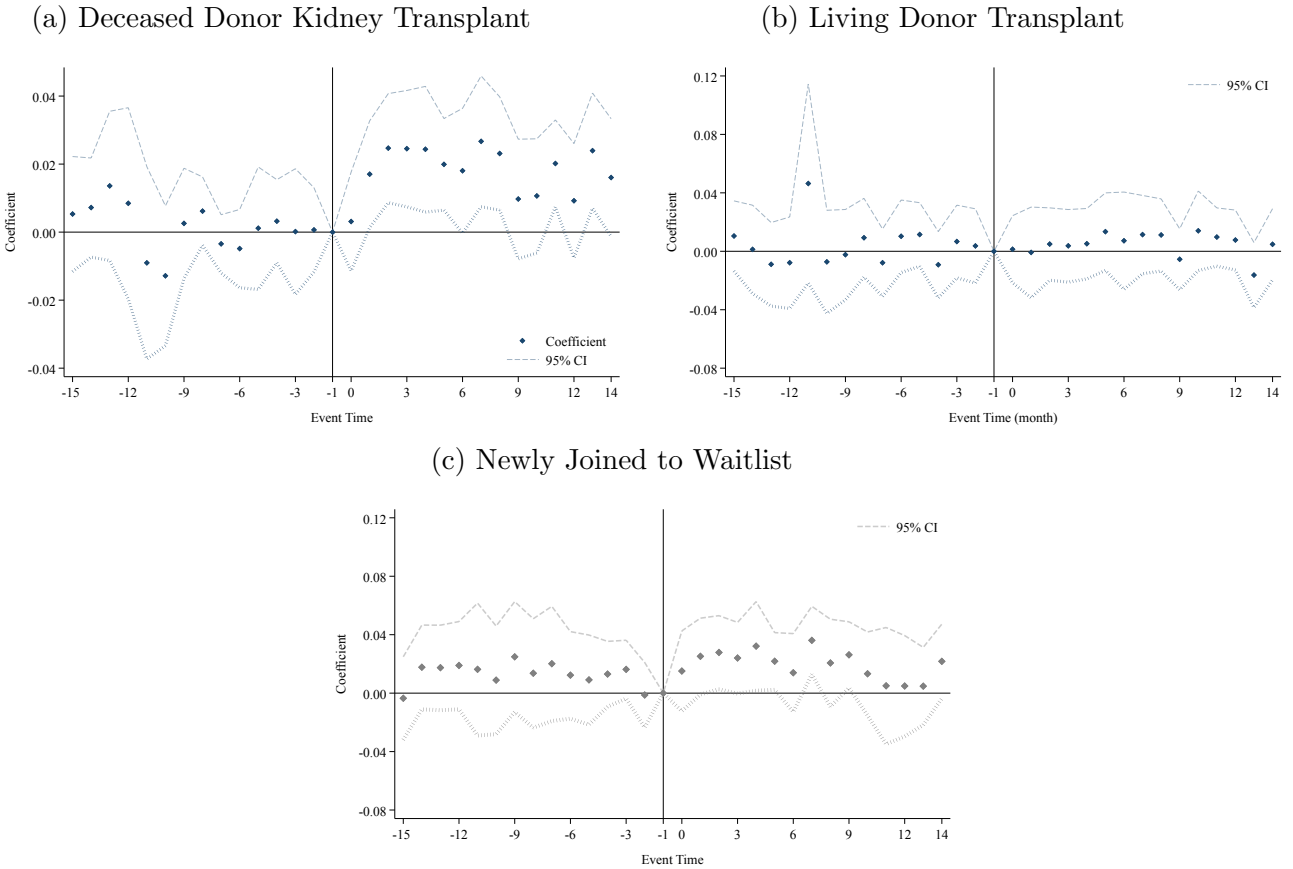 (a) Deceased Donor Kidney Transplant
(b) Living Donor Transplant
0.04
0.02
0.00
-0.02
-0.04
Coefficient
Coefficient
95% CI
-15 -12 -9 -6 -3 -1 0 3 6 9 12 14
Event Time
0.12
0.08
0.04
0.00
-0.04
-0.08
Coefficient
95% CI
-15 -12 -9 -6 -3 -1 0 3 6 9 12 14
Event Time (month)
(c) Newly Joined to Waitlist
0.12
0.08
0.04
0.00
-0.04
-0.08
Coefficient
95% CI
-15 -12 -9 -6 -3 -1 0 3 6 9 12 14
Event Time